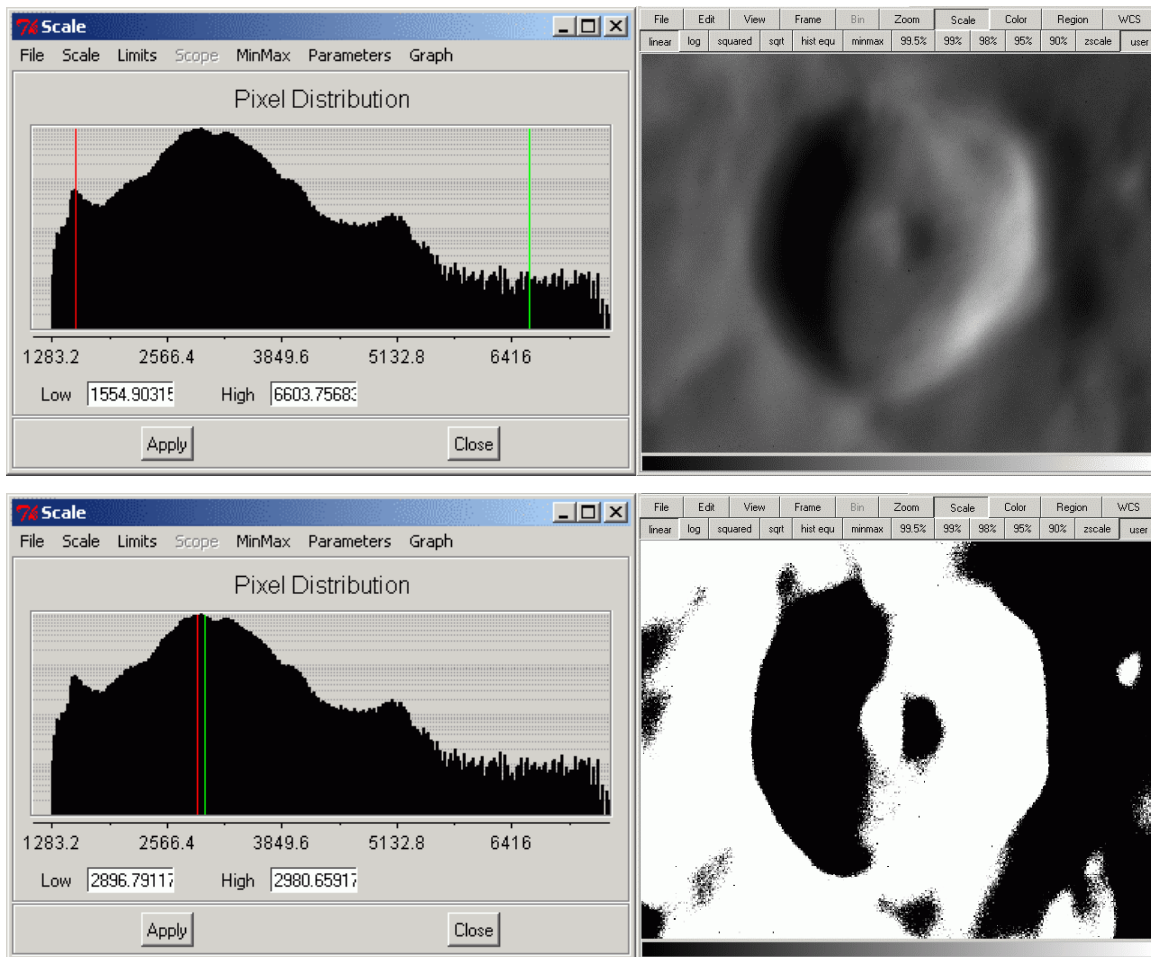 Scale
File Scale Limits Scope MinMax Parameters Graph
Pixel Distribution
1283.2 2566.4 3849.6 5132.8 6416
Low 1554.90315 High 6603.75683
Apply Close
File Edit View Frame Bin Zoom Scale Color Region WCS
linear log squared sqrt hist equ minmax 99.5% 99% 98% 95% 90% zscale user
Scale
File Scale Limits Scope MinMax Parameters Graph
Pixel Distribution
1283.2 2566.4 3849.6 5132.8 6416
Low 2896.79117 High 2980.65917
Apply Close
File Edit View Frame Bin Zoom Scale Color Region WCS
linear log squared sqrt hist equ minmax 99.5% 99% 98% 95% 90% zscale user